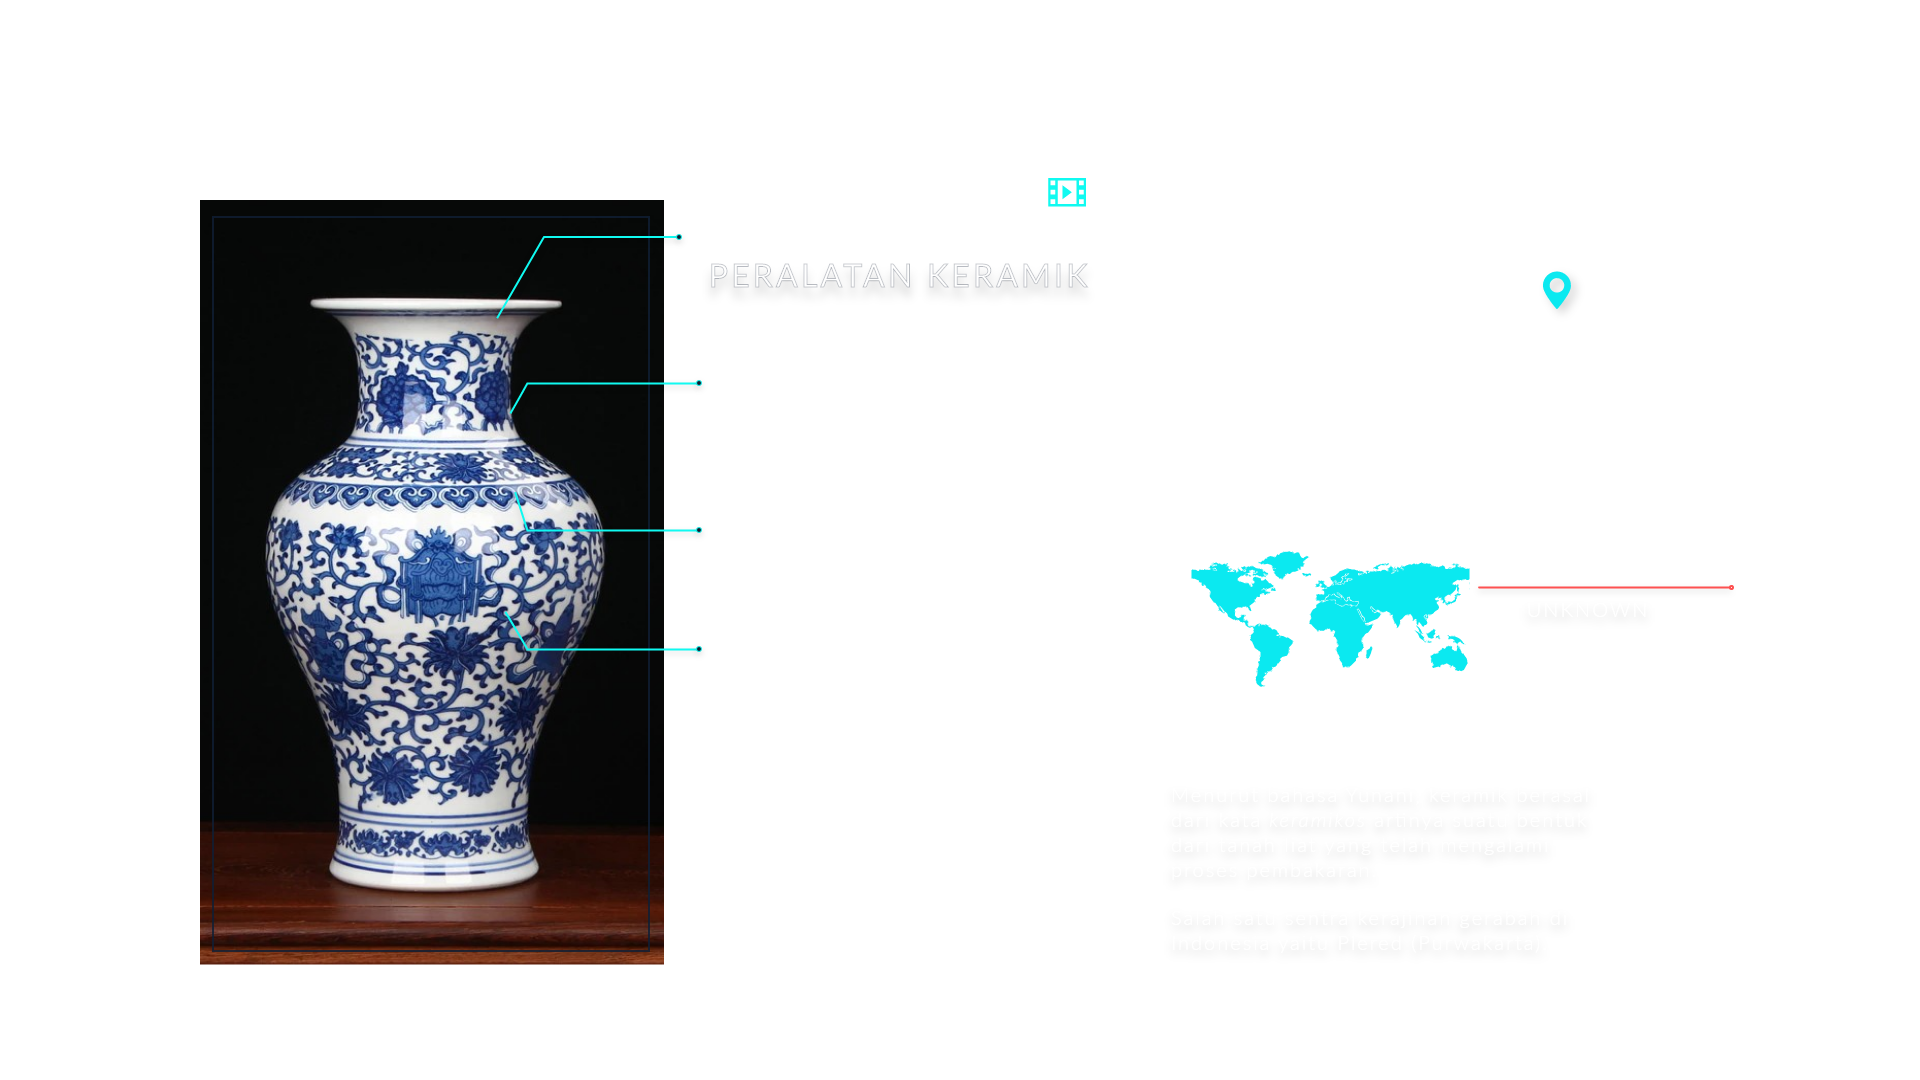 PERALATAN KERAMIK
UNKNOWN
Menurut bahasa Yunani, keramik berasal
dari kata keramikos artinya suatu bentuk
dari tanah liat yang telah mengalami
proses pembakaran.
Salah satu sentra kerajinan gerabah di
Indonesia yaitu Plered (Purwakarta).